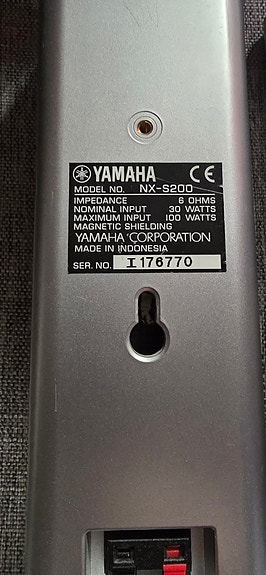 YAMAHA CE
MODEL NO. NX-S200
IMPEDANCE 6 OHMS
NOMINAL INPUT 30 WATTS
MAXIMUM INPUT 100 WATTS
MAGNETIC SHIELDING
YAMAHA CORPORATION
MADE IN INDONESIA
SER. NO. I176770